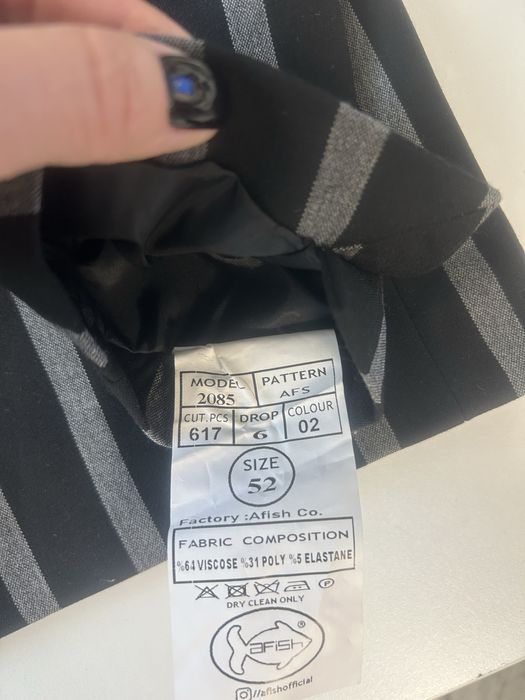 MODEL PATTERN
2085 AFS
CUT.PCS DROP COLOUR
617 6 02
SIZE
52
Factory :Afish Co.
FABRIC COMPOSITION
%64 VISCOSE %31 POLY %5 ELASTANE
P
DRY CLEAN ONLY
AFISH ®
//afishofficial